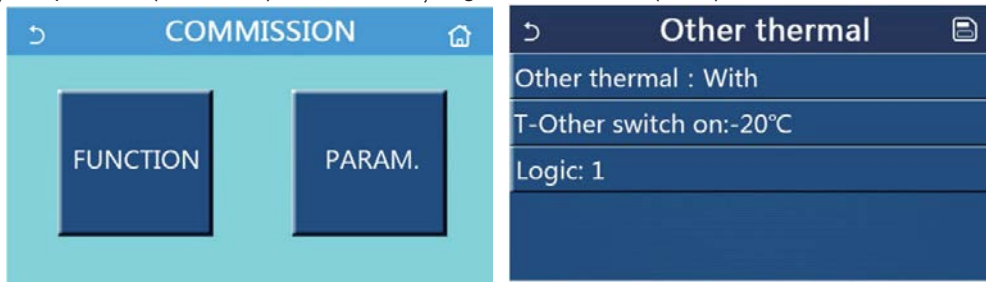 COMMISSION
FUNCTION
PARAM.
Other thermal
Other thermal : With
T-Other switch on:-20℃
Logic: 1